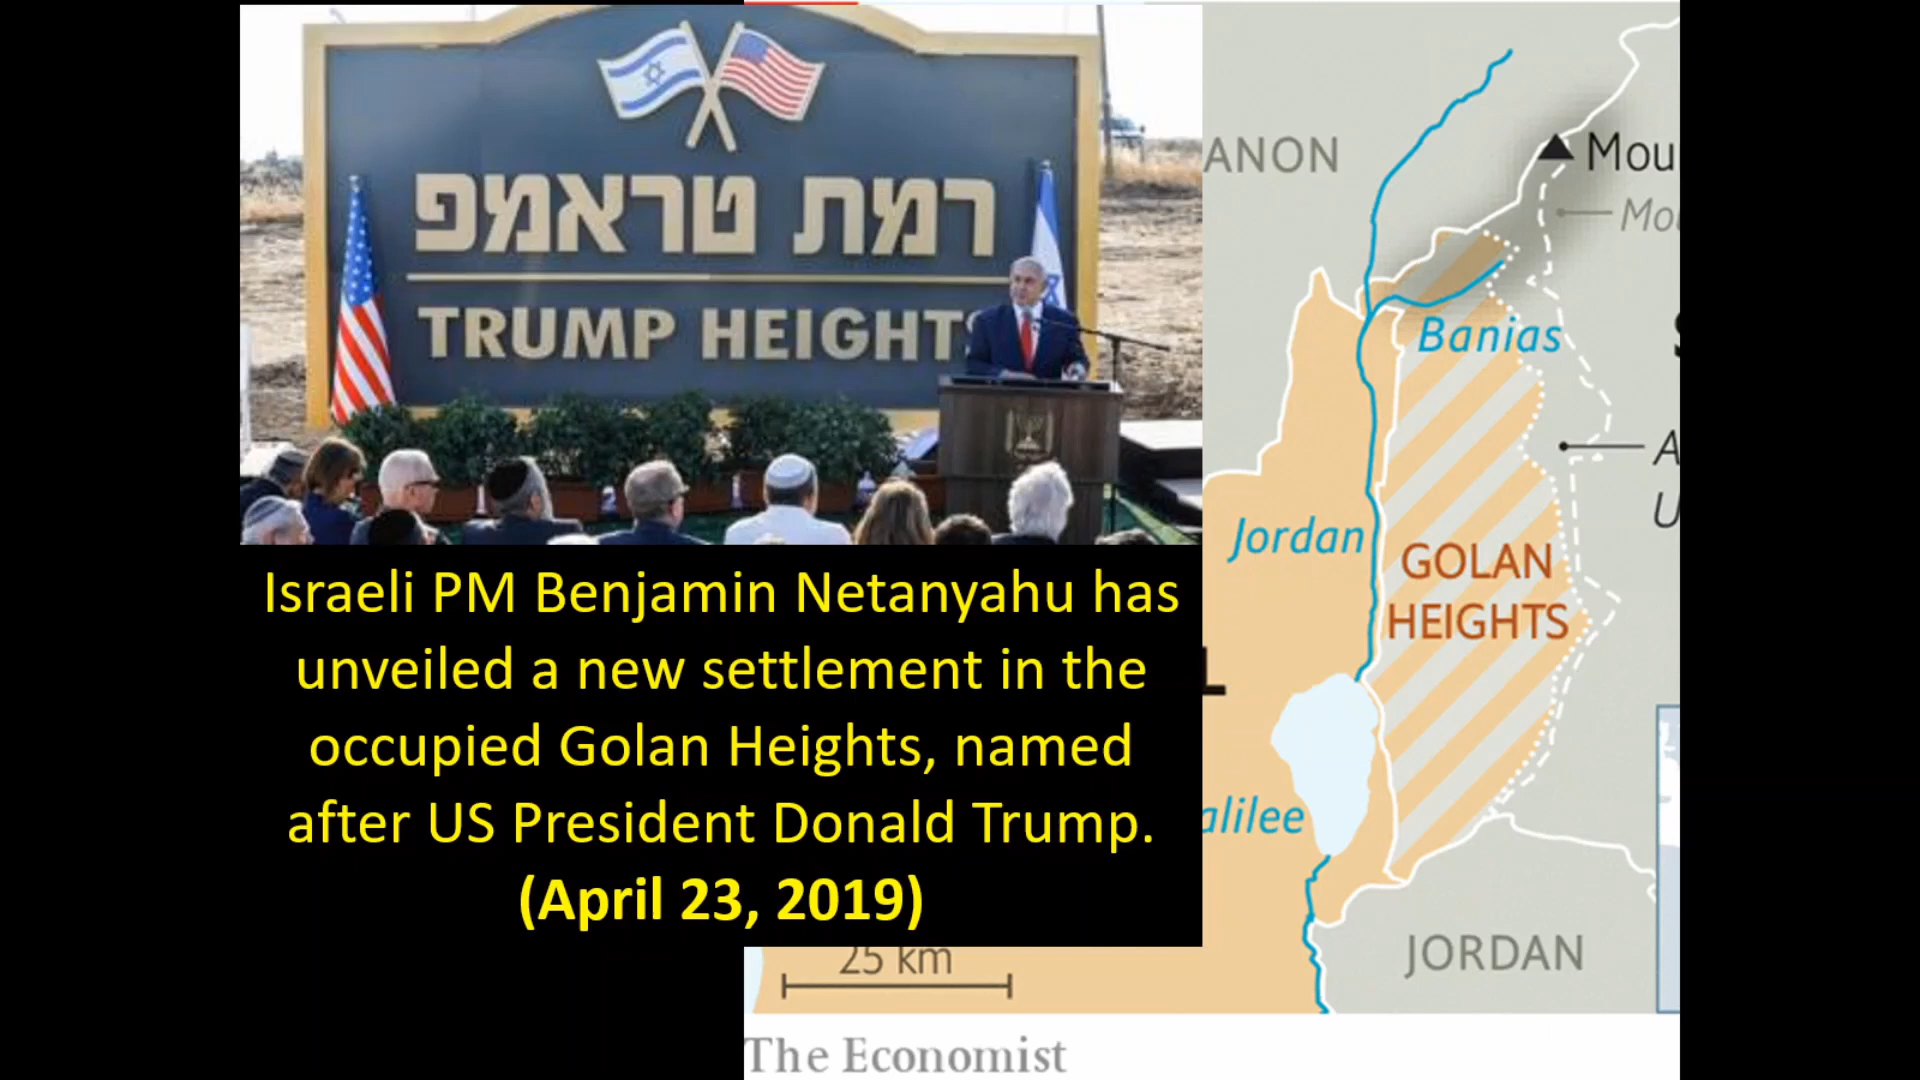 רמת טראמפ
TRUMP HEIGHTS
Israeli PM Benjamin Netanyahu has
unveiled a new settlement in the
occupied Golan Heights, named
after US President Donald Trump.
(April 23, 2019)
ANON
Mou
Mou
Banias
Jordan
GOLAN
HEIGHTS
A
U
L
alilee
JORDAN
25 km
The Economist